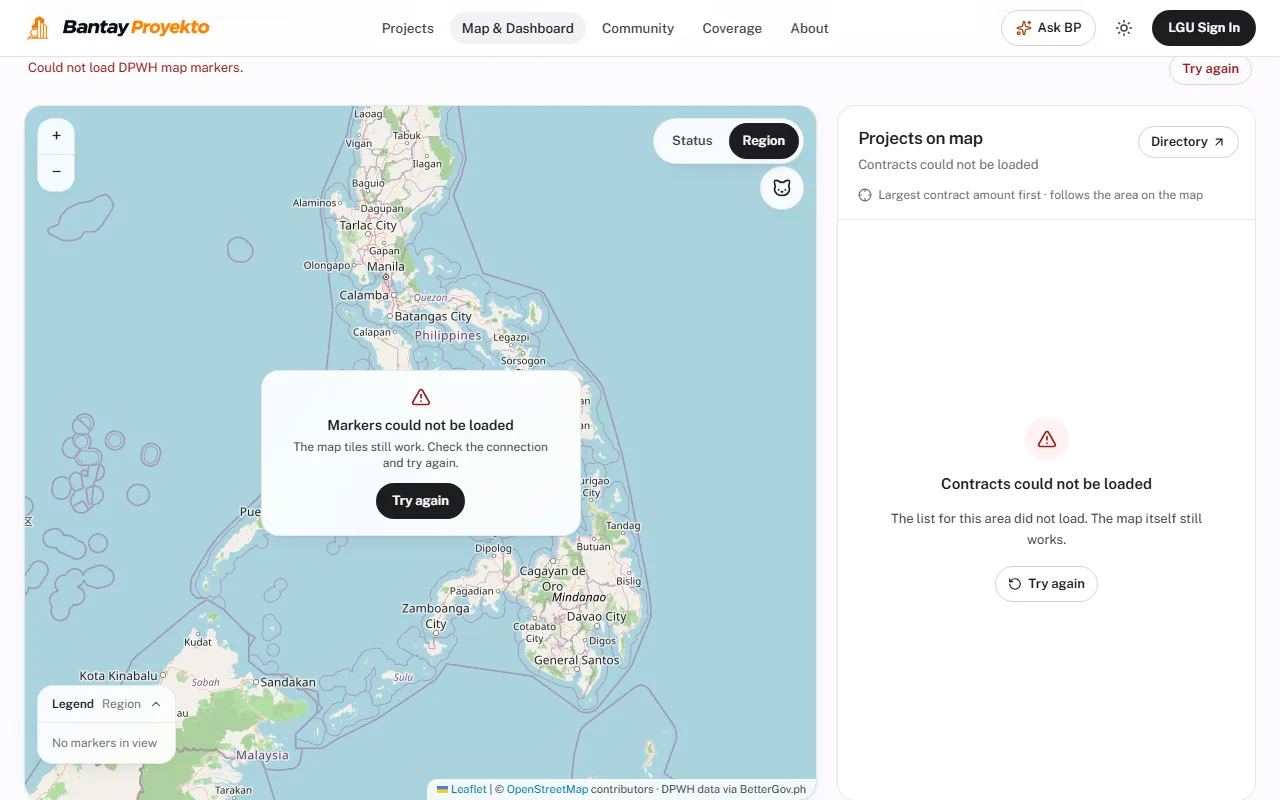 Bantay Proyekto
Projects
Map & Dashboard
Community
Coverage
About
Ask BP
LGU Sign In
Could not load DPWH map markers.
Try again
+
−
Status
Region
Laoag
Vigan
Tabuk
Ilagan
Baguio
Alaminos
Dagupan
Tarlac City
Gapan
Olongapo
Manila
Calamba
Quezon
Batangas City
Calapan
Philippines
Legazpi
Sorsogon
Markers could not be loaded
The map tiles still work. Check the connection
and try again.
Try again
City
Tandag
Butuan
Dipolog
Cagayan de
Oro
Bislig
Mindanao
Pagadian
Zamboanga
City
Davao City
Cotabato
City
Digos
General Santos
Kudat
Kota Kinabalu
Sabah
Sandakan
Sulu
Malaysia
Tarakan
Legend
Region
No markers in view
Leaflet | © OpenStreetMap contributors · DPWH data via BetterGov.ph
Projects on map
Directory
Contracts could not be loaded
Largest contract amount first · follows the area on the map
Contracts could not be loaded
The list for this area did not load. The map itself still
works.
Try again